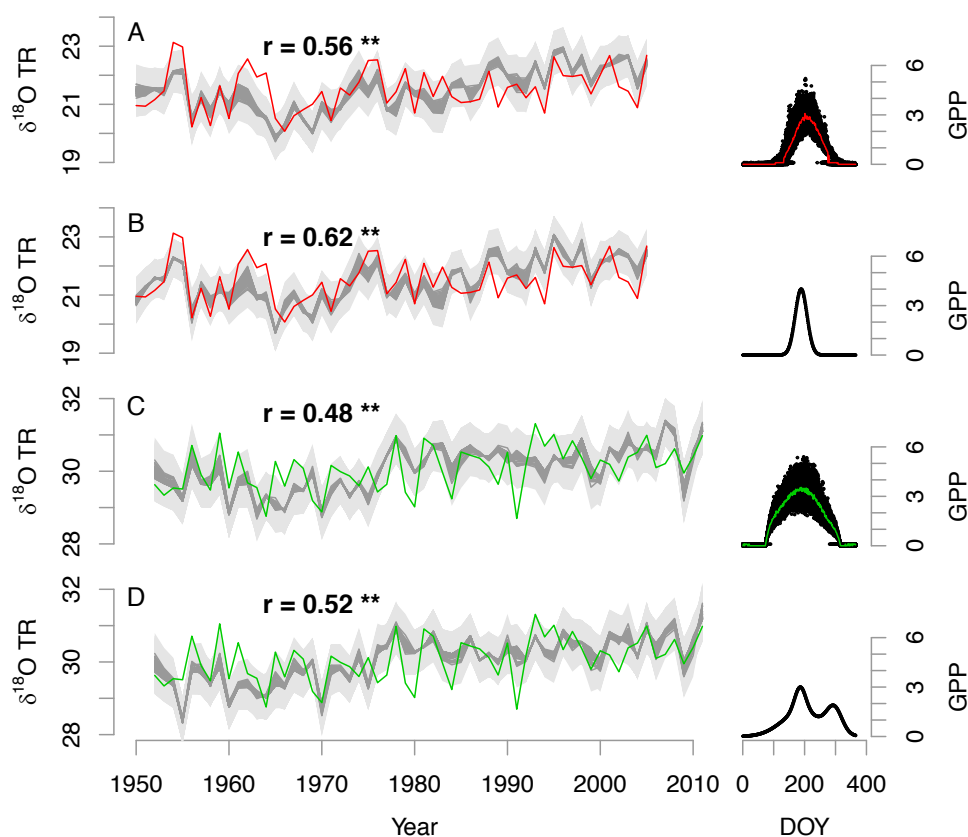 A
r = 0.56 **
δ¹⁸O TR
19
21
23
GPP
0
3
6
B
r = 0.62 **
δ¹⁸O TR
19
21
23
GPP
0
3
6
C
r = 0.48 **
δ¹⁸O TR
28
30
32
GPP
0
3
6
D
r = 0.52 **
δ¹⁸O TR
28
30
32
GPP
0
3
6
1950 1960 1970 1980 1990 2000 2010
Year
0 200 400
DOY